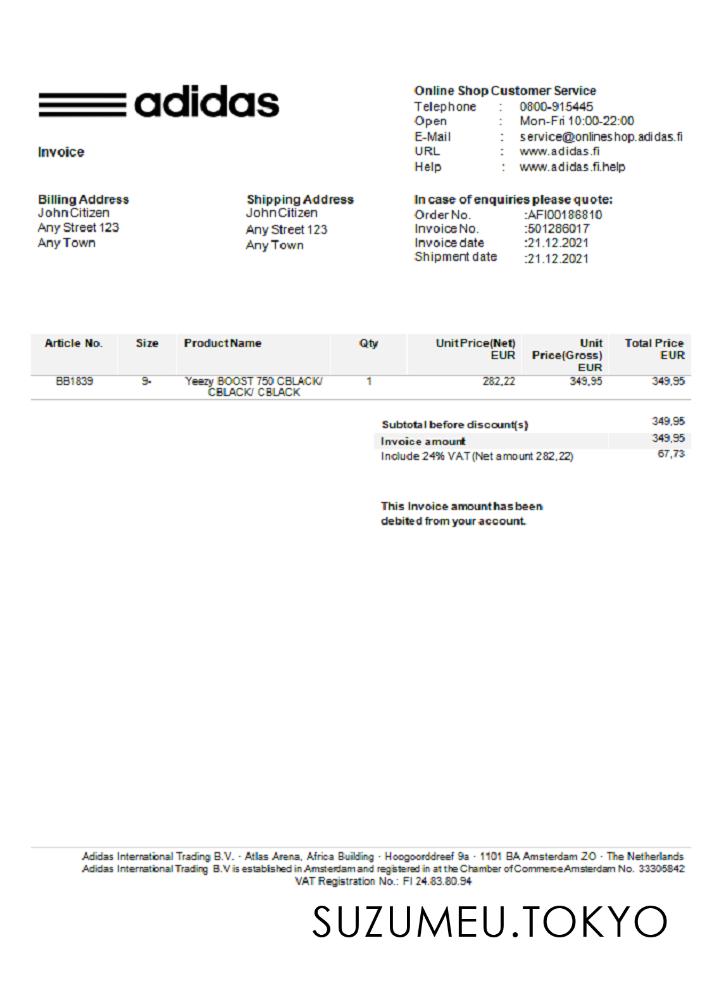 adidas
Invoice
Online Shop Customer Service
Telephone : 0800-915445
Open : Mon-Fri 10:00-22:00
E-Mail : service@onlineshop.adidas.fi
URL : www.adidas.fi
Help : www.adidas.fi.help
Billing Address
John Citizen
Any Street 123
Any Town
Shipping Address
John Citizen
Any Street 123
Any Town
In case of enquiries please quote:
Order No. :AFI00186810
Invoice No. :501286017
Invoice date :21.12.2021
Shipment date :21.12.2021
Article No. Size Product Name Qty Unit Price(Net) EUR Unit Price(Gross) EUR Total Price EUR
BB1839 9- Yeezy BOOST 750 CBLACK/ 1 282,22 349,95 349,95
CBLACK/ CBLACK
Subtotal before discount(s) 349,95
Invoice amount 349,95
Include 24% VAT (Net amount 282,22) 67,73
This Invoice amount has been
debited from your account.
Adidas International Trading B.V. · Atlas Arena, Africa Building · Hoogoorddreef 9a · 1101 BA Amsterdam ZO · The Netherlands
Adidas International Trading B.V is established in Amsterdam and registered in at the Chamber of Commerce Amsterdam No. 33305842
VAT Registration No.: FI 24.83.80.94
SUZUMEU.TOKYO